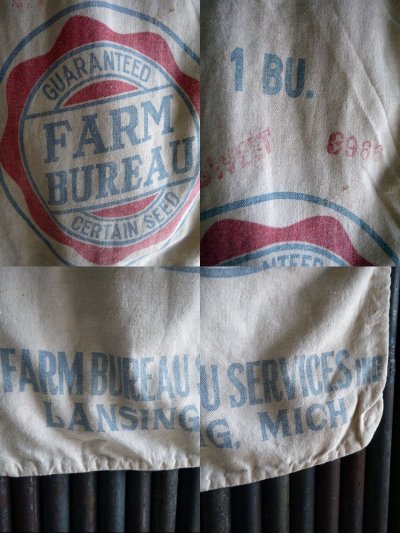 GUARANTEED
FARM
BUREAU
CERTAIN SEED
1 BU.
FARM BUREAU
LANSING
U SERVICES INC
G, MICH